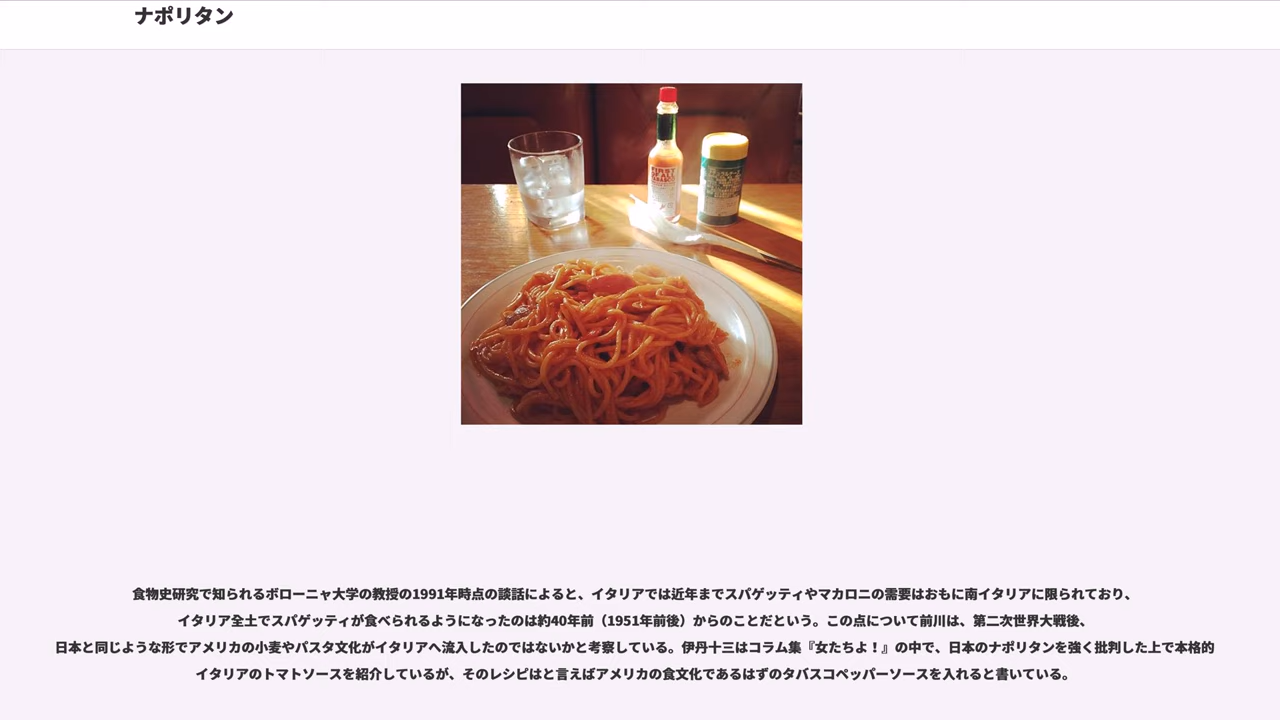 ナポリタン
食物史研究で知られるボローニャ大学の教授の1991年時点の談話によると、イタリアでは近年までスパゲッティやマカロニの需要はおもに南イタリアに限られており、
イタリア全土でスパゲッティが食べられるようになったのは約40年前（1951年前後）からのことだという。この点について前川は、第二次世界大戦後、
日本と同じような形でアメリカの小麦やパスタ文化がイタリアへ流入したのではないかと考察している。伊丹十三はコラム集『女たちよ！』の中で、日本のナポリタンを強く批判した上で本格的
イタリアのトマトソースを紹介しているが、そのレシピはと言えばアメリカの食文化であるはずのタバスコペッパーソースを入れると書いている。